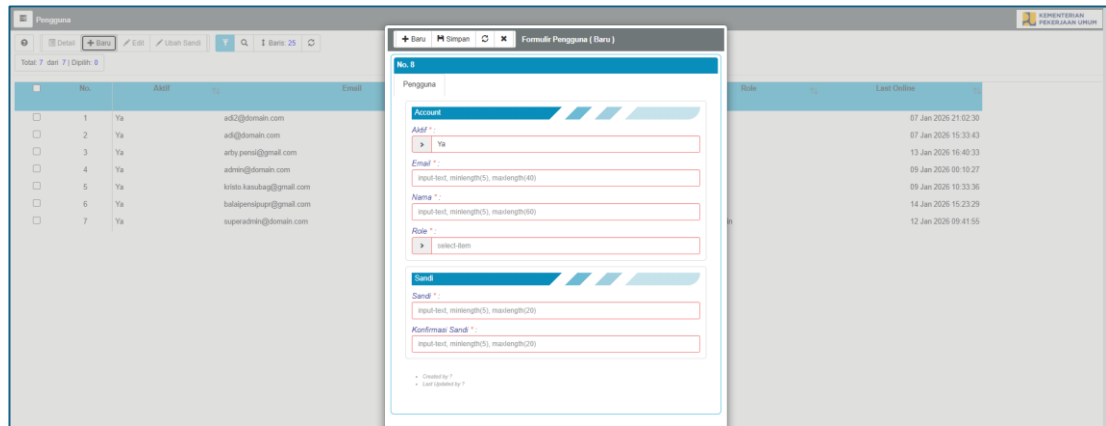 Pengguna
KEMENTERIAN
PEKERJAAN UMUM
Detail + Baru Edit Ubah Sandi Baris: 25
Total: 7 dari 7 | Dipilih: 0
No. Aktif Email Role Last Online
1 Ya adi2@domain.com 07 Jan 2026 21:02:30
2 Ya adi@domain.com 07 Jan 2026 15:33:43
3 Ya arby.pensi@gmail.com 13 Jan 2026 16:40:33
4 Ya admin@domain.com 09 Jan 2026 00:10:27
5 Ya kristo.kasubag@gmail.com 09 Jan 2026 10:33:36
6 Ya balaipensipupr@gmail.com 14 Jan 2026 15:23:29
7 Ya superadmin@domain.com in 12 Jan 2026 09:41:55
+ Baru Simpan Formulir Pengguna ( Baru )
No. 8
Pengguna
Account
Aktif * :
Ya
Email * :
input-text, minlength(5), maxlength(40)
Nama * :
input-text, minlength(5), maxlength(60)
Role * :
select-item
Sandi
Sandi * :
input-text, minlength(5), maxlength(20)
Konfirmasi Sandi * :
input-text, minlength(5), maxlength(20)
Created by ?
Last Updated by ?